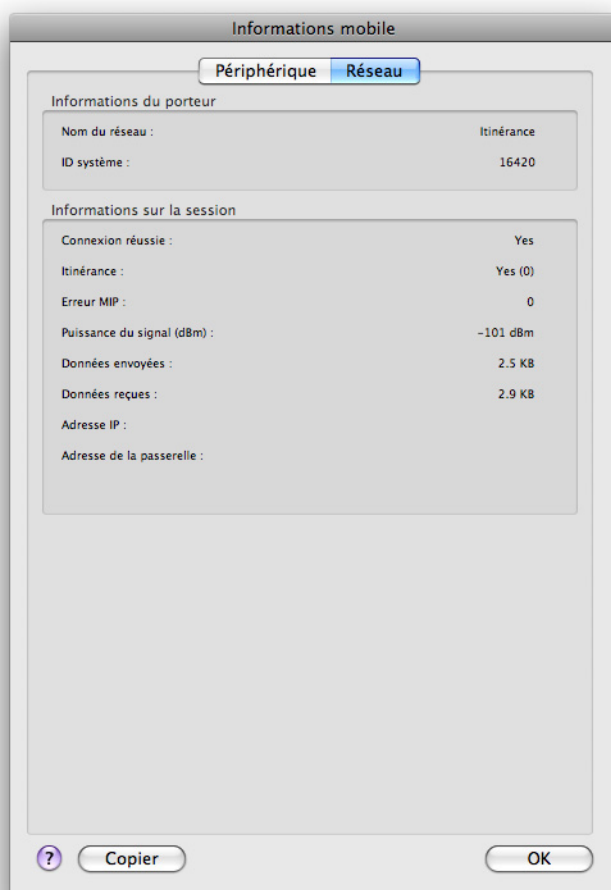 Informations mobile
Périphérique Réseau
Informations du porteur
Nom du réseau : Itinérance
ID système : 16420
Informations sur la session
Connexion réussie : Yes
Itinérance : Yes (0)
Erreur MIP : 0
Puissance du signal (dBm) : -101 dBm
Données envoyées : 2.5 KB
Données reçues : 2.9 KB
Adresse IP :
Adresse de la passerelle :
? Copier OK